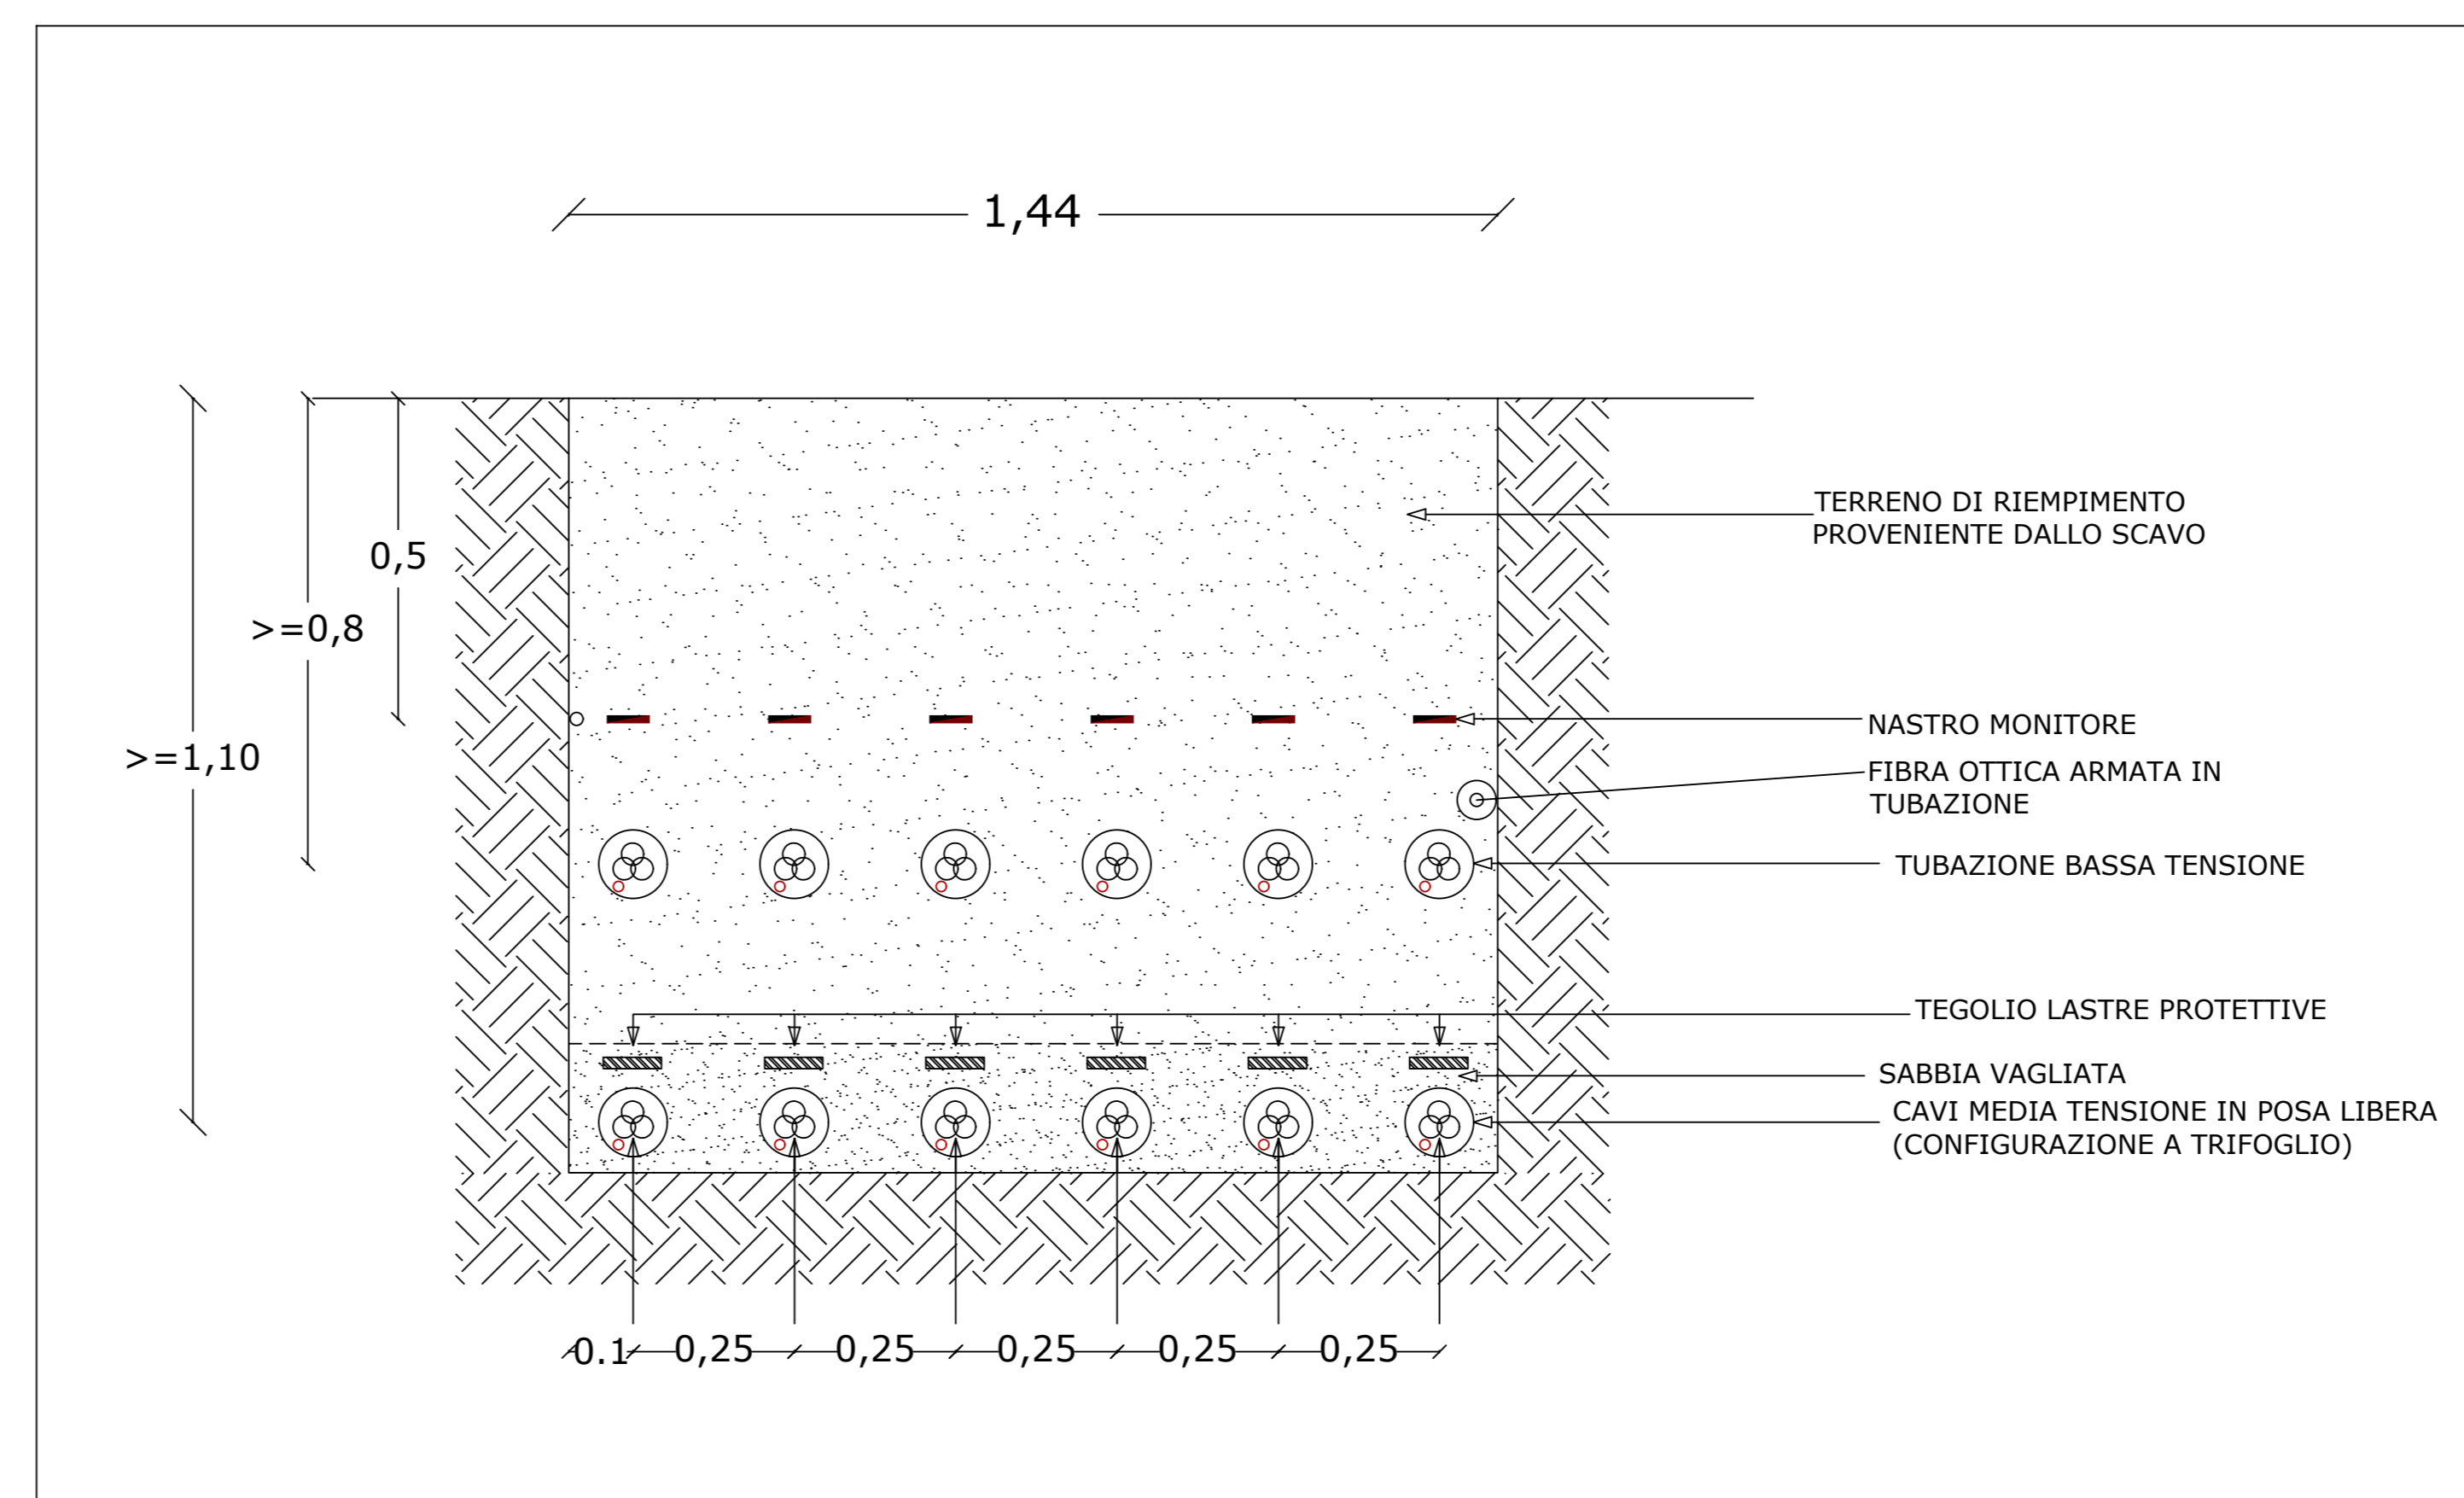 1,44
0,5
>=0,8
>=1,10
TERRENO DI RIEMPIMENTO
PROVENIENTE DALLO SCAVO
NASTRO MONITORE
FIBRA OTTICA ARMATA IN
TUBAZIONE
TUBAZIONE BASSA TENSIONE
TEGOLIO LASTRE PROTETTIVE
SABBIA VAGLIATA
CAVI MEDIA TENSIONE IN POSA LIBERA
(CONFIGURAZIONE A TRIFOGLIO)
0.1 0,25 0,25 0,25 0,25 0,25